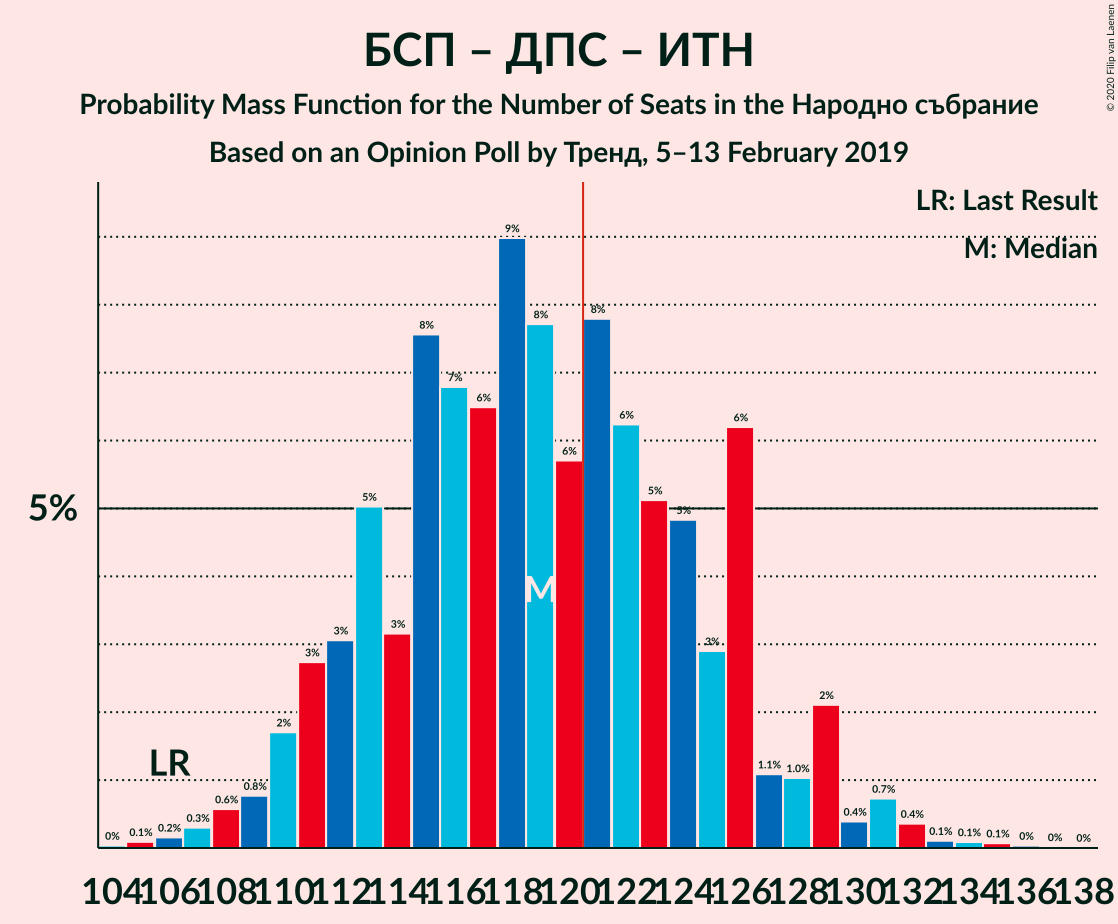 БСП – ДПС – ИТН
Probability Mass Function for the Number of Seats in the Народно събрание
Based on an Opinion Poll by Тренд, 5–13 February 2019
© 2020 Filip van Laenen
LR: Last Result
M: Median
5%
LR
M
0% 0.1% 0.2% 0.3% 0.6% 0.8% 2% 3% 3% 5% 3% 8% 7% 6% 9% 8% 6% 8% 6% 5% 5% 3% 6% 1.1% 1.0% 2% 0.4% 0.7% 0.4% 0.1% 0.1% 0.1% 0% 0% 0%
104 106 108 110 112 114 116 118 120 122 124 126 128 130 132 134 136 138